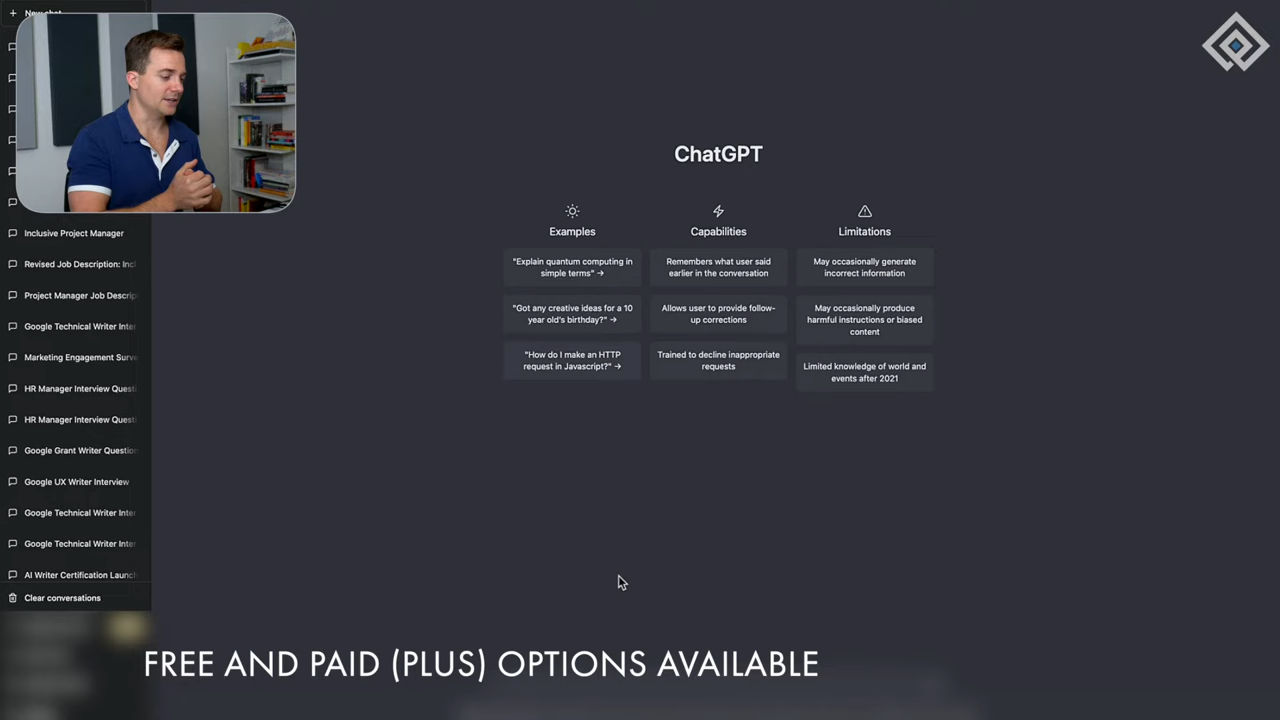 New chat
Inclusive Project Manager
Revised Job Description: Incl
Project Manager Job Descrip
Google Technical Writer Inter
Marketing Engagement Surve
HR Manager Interview Questi
HR Manager Interview Questi
Google Grant Writer Question
Google UX Writer Interview
Google Technical Writer Inter
Google Technical Writer Inter
AI Writer Certification Launch
Clear conversations
ChatGPT
Examples
"Explain quantum computing in
simple terms" →
"Got any creative ideas for a 10
year old's birthday?" →
"How do I make an HTTP
request in Javascript?" →
Capabilities
Remembers what user said
earlier in the conversation
Allows user to provide follow-
up corrections
Trained to decline inappropriate
requests
Limitations
May occasionally generate
incorrect information
May occasionally produce
harmful instructions or biased
content
Limited knowledge of world and
events after 2021
FREE AND PAID (PLUS) OPTIONS AVAILABLE